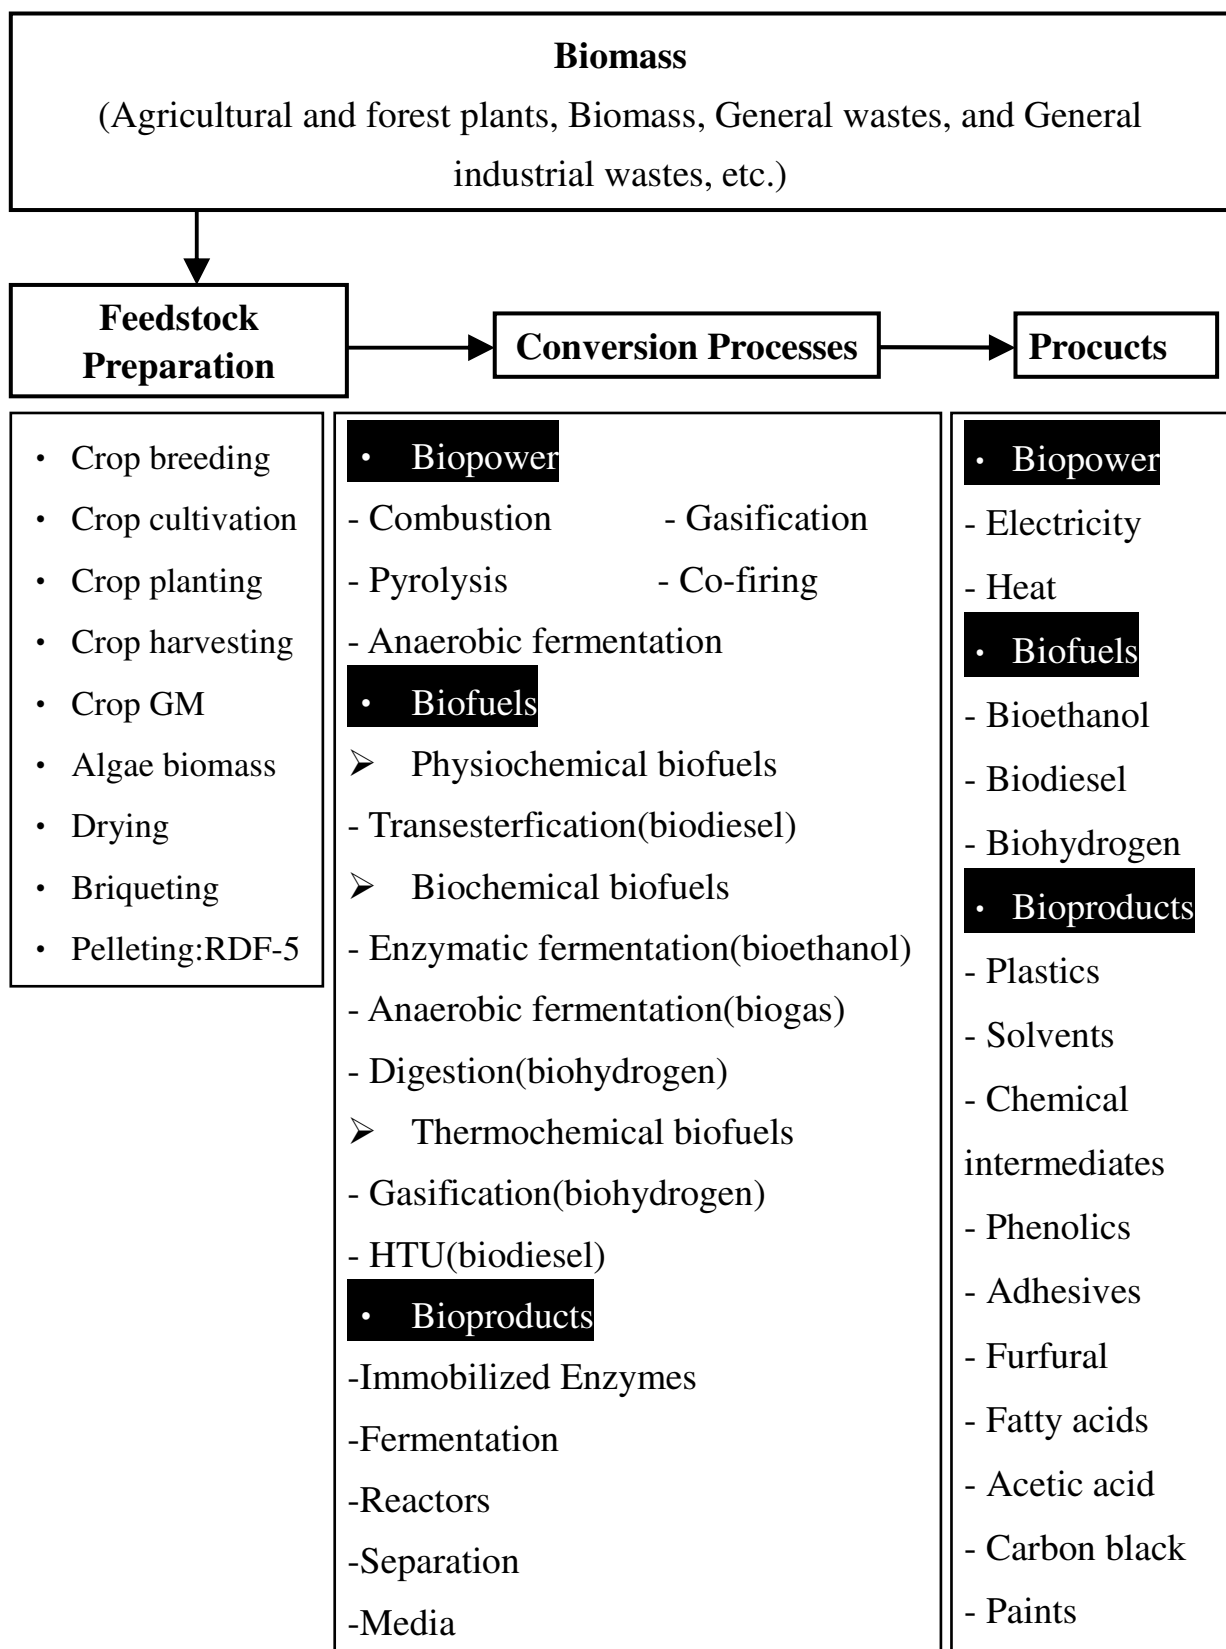 Biomass
(Agricultural and forest plants, Biomass, General wastes, and General
industrial wastes, etc.)
Feedstock
Preparation
Conversion Processes
Procucts
・ Crop breeding
・ Crop cultivation
・ Crop planting
・ Crop harvesting
・ Crop GM
・ Algae biomass
・ Drying
・ Briqueting
・ Pelleting:RDF-5
・ Biopower
- Combustion - Gasification
- Pyrolysis - Co-firing
- Anaerobic fermentation
・ Biofuels
➢ Physiochemical biofuels
- Transesterfication(biodiesel)
➢ Biochemical biofuels
- Enzymatic fermentation(bioethanol)
- Anaerobic fermentation(biogas)
- Digestion(biohydrogen)
➢ Thermochemical biofuels
- Gasification(biohydrogen)
- HTU(biodiesel)
・ Bioproducts
-Immobilized Enzymes
-Fermentation
-Reactors
-Separation
-Media
・ Biopower
- Electricity
- Heat
・ Biofuels
- Bioethanol
- Biodiesel
- Biohydrogen
・ Bioproducts
- Plastics
- Solvents
- Chemical
intermediates
- Phenolics
- Adhesives
- Furfural
- Fatty acids
- Acetic acid
- Carbon black
- Paints